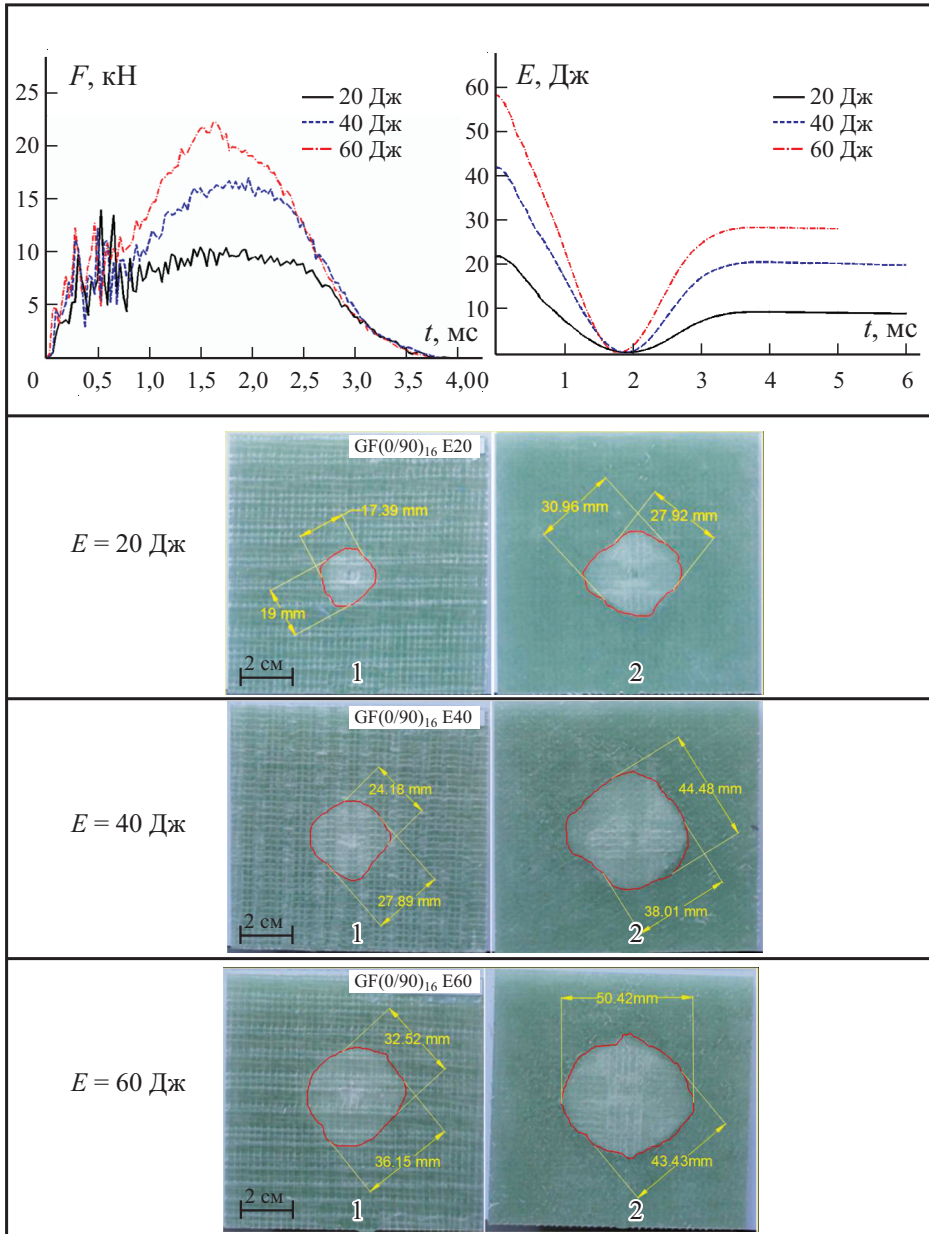 F, кН
25
20
15
10
5
0
0,5
1,0
1,5
2,0
2,5
3,0
3,5
4,00
t, мс
20 Дж
40 Дж
60 Дж
E, Дж
60
50
40
30
20
10
1
2
3
4
5
6
t, мс
20 Дж
40 Дж
60 Дж
E = 20 Дж
GF(0/90)₁₆ E20
17.39 mm
19 mm
2 см
1
30.96 mm
27.92 mm
2
E = 40 Дж
GF(0/90)₁₆ E40
24.18 mm
27.89 mm
2 см
1
44.48 mm
38.01 mm
2
E = 60 Дж
GF(0/90)₁₆ E60
32.52 mm
36.15 mm
2 см
1
50.42mm
43.43mm
2